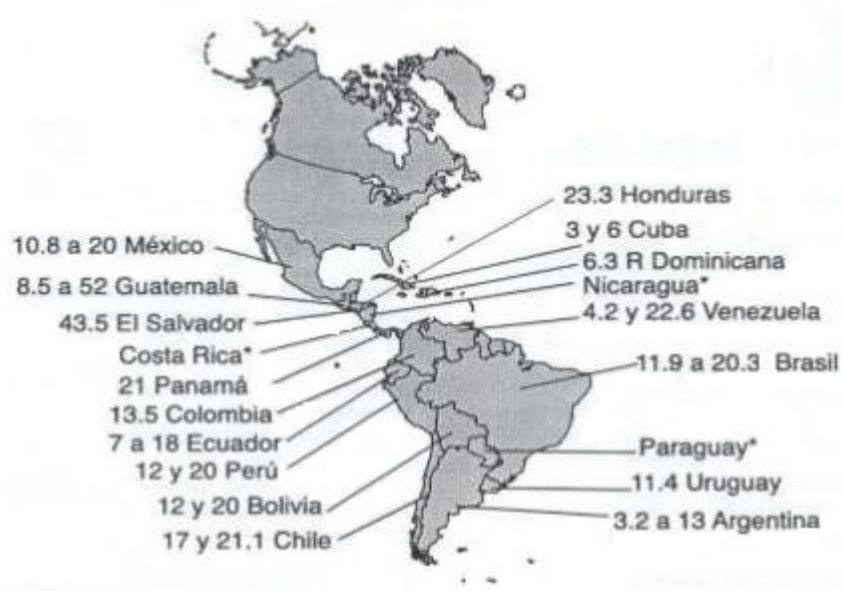 23.3 Honduras
3 y 6 Cuba
10.8 a 20 México
6.3 R Dominicana
8.5 a 52 Guatemala
Nicaragua*
43.5 El Salvador
4.2 y 22.6 Venezuela
Costa Rica*
21 Panamá
11.9 a 20.3 Brasil
13.5 Colombia
7 a 18 Ecuador
12 y 20 Perú
Paraguay*
12 y 20 Bolivia
11.4 Uruguay
17 y 21.1 Chile
3.2 a 13 Argentina